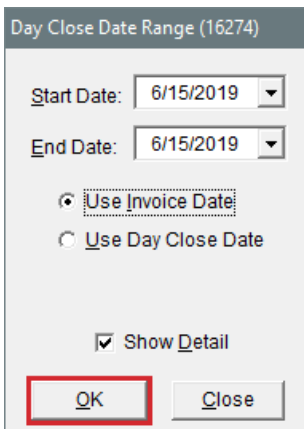 Day Close Date Range (16274)
Start Date: 6/15/2019
End Date: 6/15/2019
Use Invoice Date
Use Day Close Date
Show Detail
OK Close